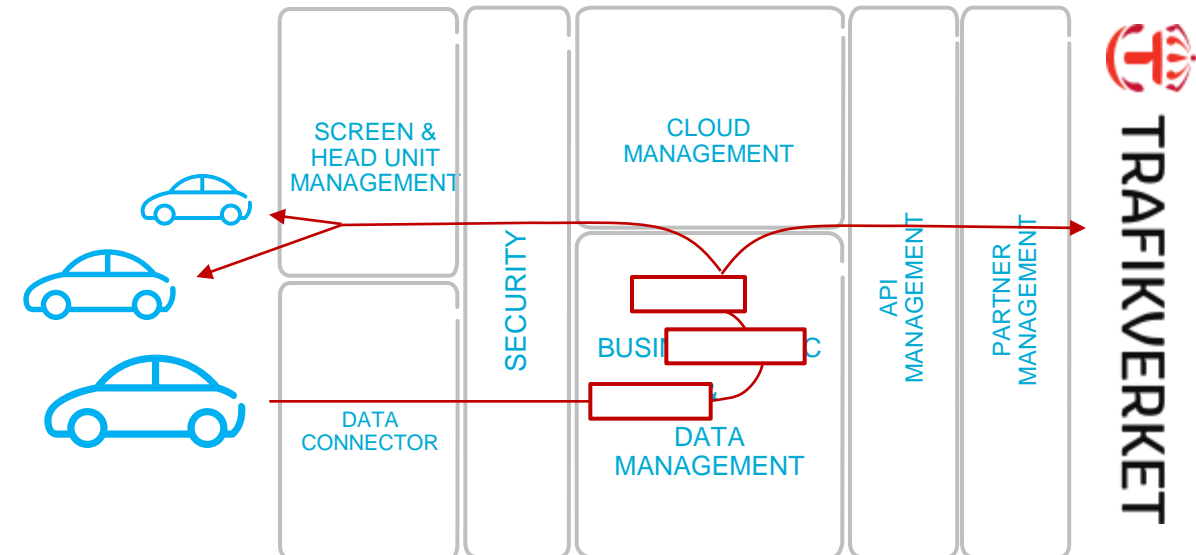 SCREEN &
HEAD UNIT
MANAGEMENT
CLOUD
MANAGEMENT
SECURITY
API
MANAGEMENT
PARTNER
MANAGEMENT
DATA
CONNECTOR
DATA
MANAGEMENT
TRAFIKVERKET